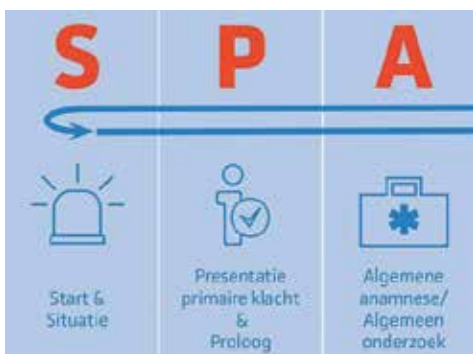 S P A
Start &
Situatie
Presentatie
primaire klacht
&
Proloog
Algemene
anamnese/
Algemeen
onderzoek